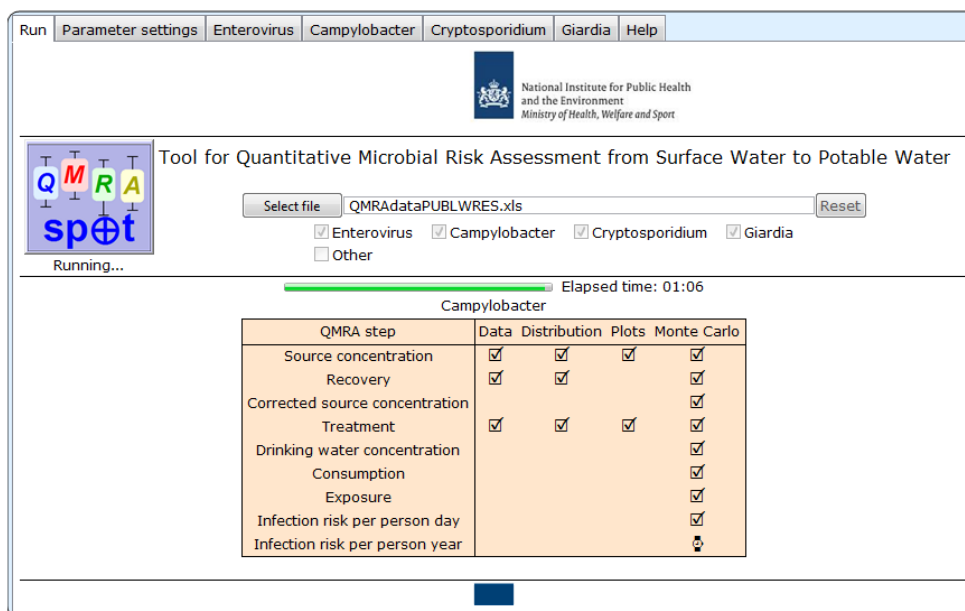 Run Parameter settings Enterovirus Campylobacter Cryptosporidium Giardia Help
National Institute for Public Health
and the Environment
Ministry of Health, Welfare and Sport
QMRA
spot
Running...
Tool for Quantitative Microbial Risk Assessment from Surface Water to Potable Water
Select file QMRAdataPUBLWRES.xls Reset
Enterovirus Campylobacter Cryptosporidium Giardia
Other
Elapsed time: 01:06
Campylobacter
QMRA step Data Distribution Plots Monte Carlo
Source concentration
Recovery
Corrected source concentration
Treatment
Drinking water concentration
Consumption
Exposure
Infection risk per person day
Infection risk per person year